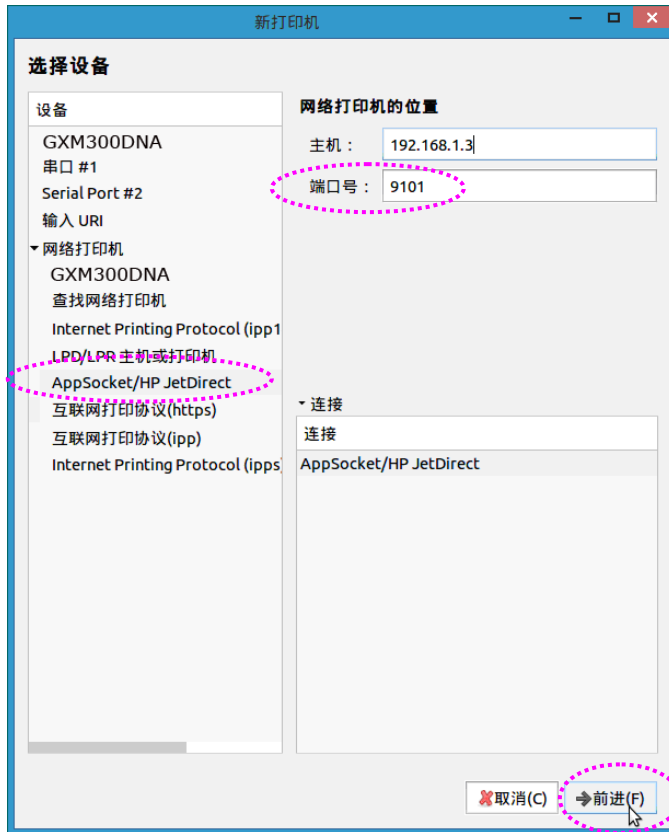 新打印机
选择设备
设备
GXM300DNA
串口 #1
Serial Port #2
输入 URI
网络打印机
GXM300DNA
查找网络打印机
Internet Printing Protocol (ipp1
LPD/LPR 主机或打印机
AppSocket/HP JetDirect
互联网打印协议(https)
互联网打印协议(ipp)
Internet Printing Protocol (ipps)
网络打印机的位置
主机：
192.168.1.3
端口号：
9101
连接
连接
AppSocket/HP JetDirect
取消(C)
前进(F)